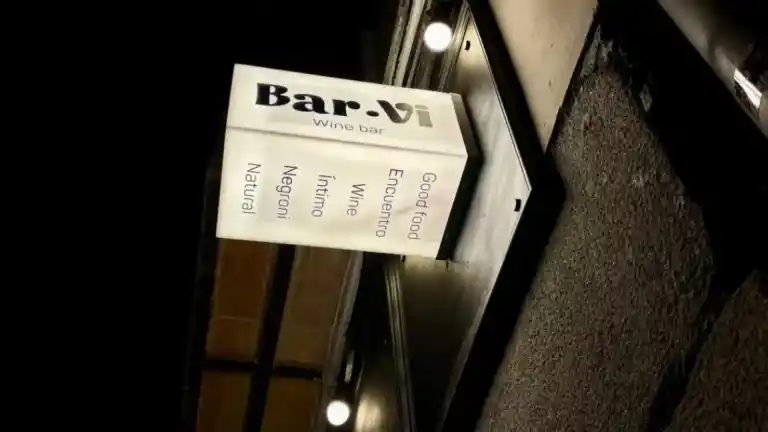 Bar.Vi
Wine bar
Good food
Encuentro
Wine
Íntimo
Negroni
Natural